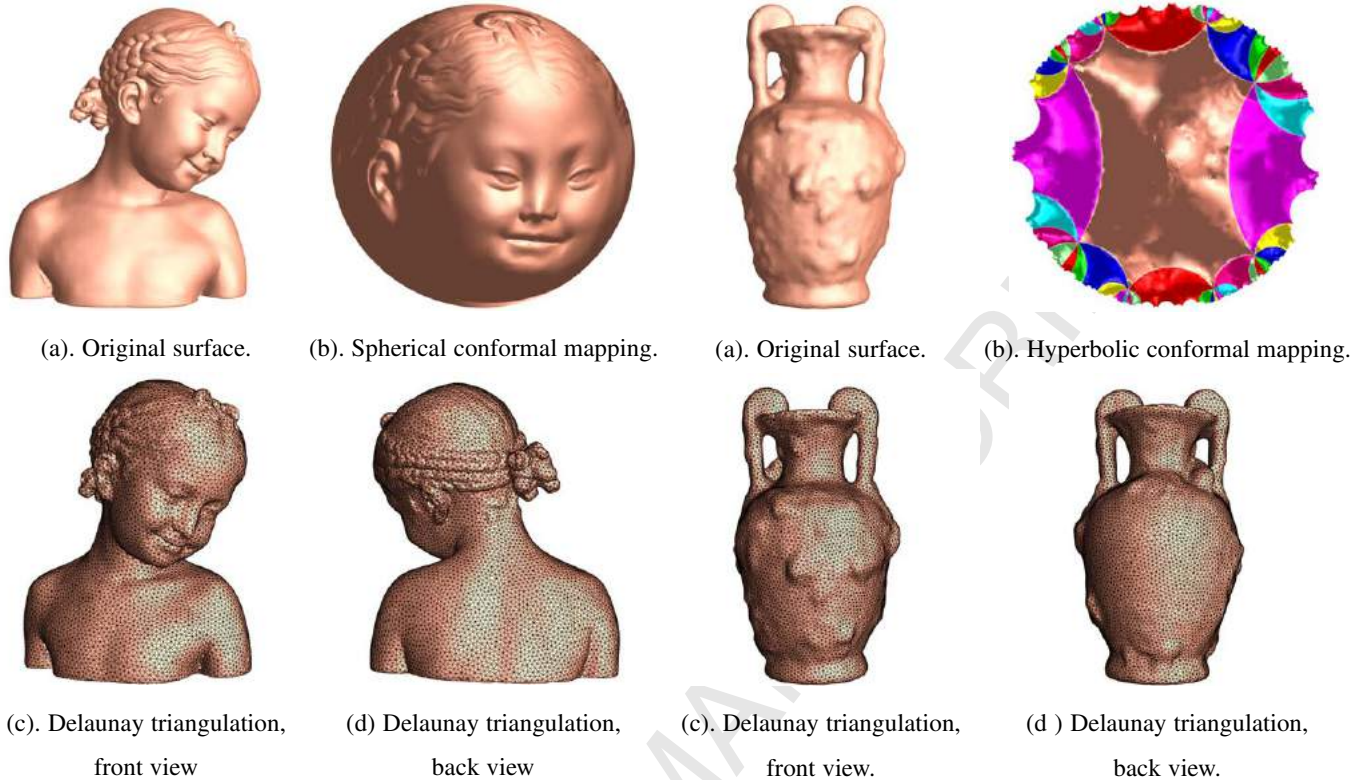 (a). Original surface.
(b). Spherical conformal mapping.
(a). Original surface.
(b). Hyperbolic conformal mapping.
(c). Delaunay triangulation,
front view
(d) Delaunay triangulation,
back view
(c). Delaunay triangulation,
front view.
(d ) Delaunay triangulation,
back view.